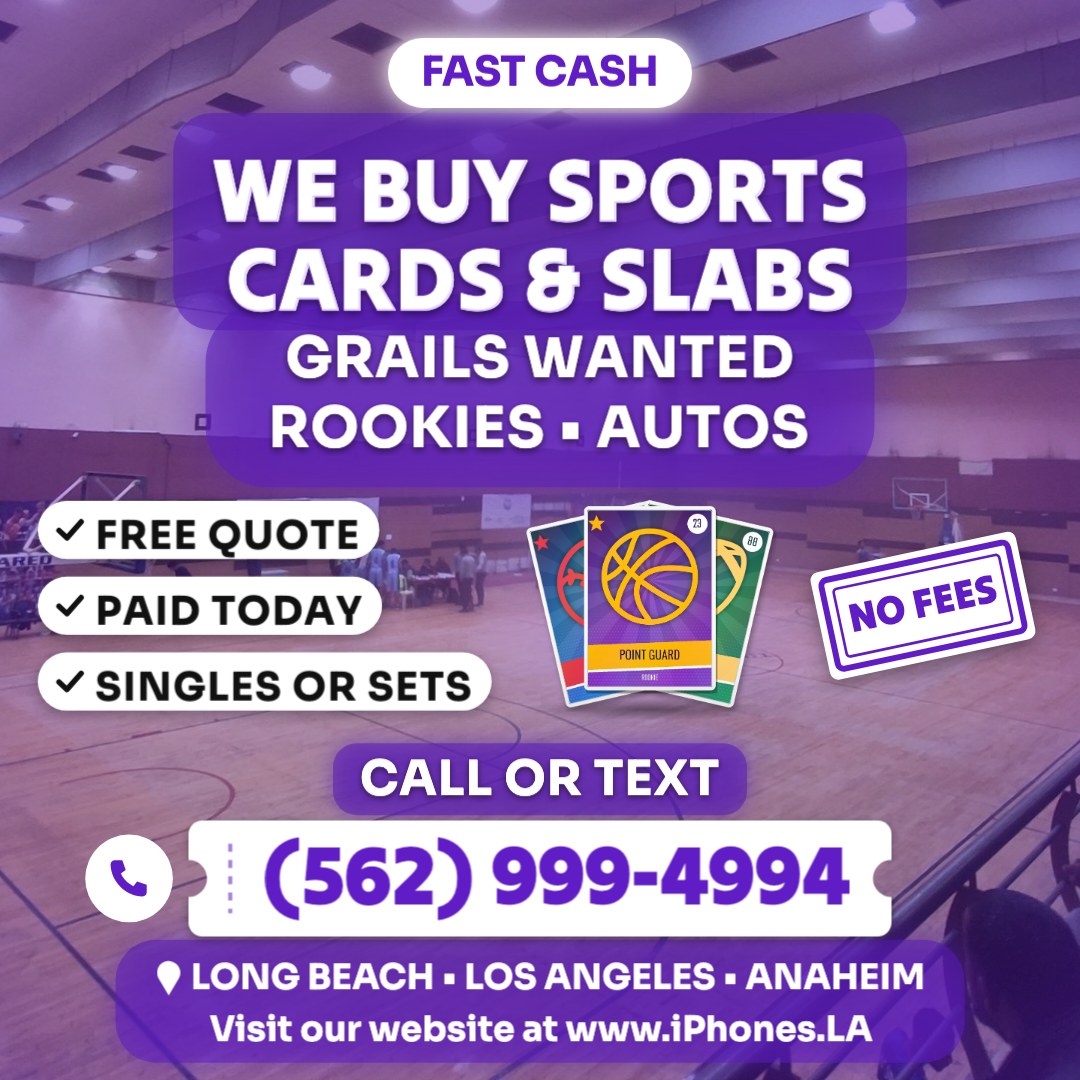 FAST CASH
WE BUY SPORTS
CARDS & SLABS
GRAILS WANTED
ROOKIES ▪ AUTOS
✓ FREE QUOTE
✓ PAID TODAY
✓ SINGLES OR SETS
23
88
POINT GUARD
ROOKIE
NO FEES
CALL OR TEXT
(562) 999-4994
LONG BEACH ▪ LOS ANGELES ▪ ANAHEIM
Visit our website at www.iPhones.LA